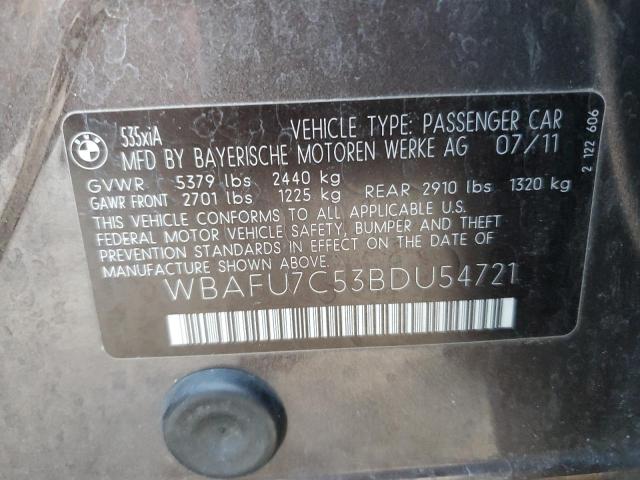 BMW
535xiA VEHICLE TYPE: PASSENGER CAR
MFD BY BAYERISCHE MOTOREN WERKE AG 07/11
GVWR 5379 lbs 2440 kg
GAWR FRONT 2701 lbs 1225 kg REAR 2910 lbs 1320 kg
THIS VEHICLE CONFORMS TO ALL APPLICABLE U.S.
FEDERAL MOTOR VEHICLE SAFETY, BUMPER AND THEFT
PREVENTION STANDARDS IN EFFECT ON THE DATE OF
MANUFACTURE SHOWN ABOVE.
WBAFU7C53BDU54721
2 122 606